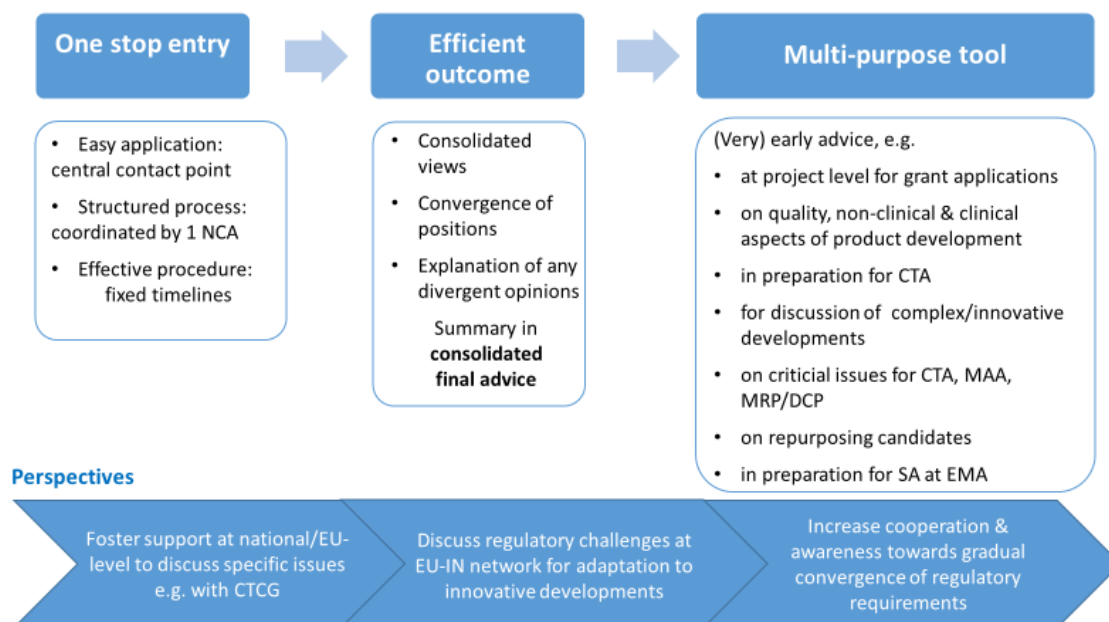 One stop entry
Efficient
outcome
Multi-purpose tool
• Easy application:
central contact point
• Structured process:
coordinated by 1 NCA
• Effective procedure:
fixed timelines
• Consolidated
views
• Convergence of
positions
• Explanation of any
divergent opinions
Summary in
consolidated
final advice
(Very) early advice, e.g.
• at project level for grant applications
• on quality, non-clinical & clinical
aspects of product development
• in preparation for CTA
• for discussion of complex/innovative
developments
• on criticial issues for CTA, MAA,
MRP/DCP
• on repurposing candidates
• in preparation for SA at EMA
Perspectives
Foster support at national/EU-
level to discuss specific issues
e.g. with CTCG
Discuss regulatory challenges at
EU-IN network for adaptation to
innovative developments
Increase cooperation &
awareness towards gradual
convergence of regulatory
requirements